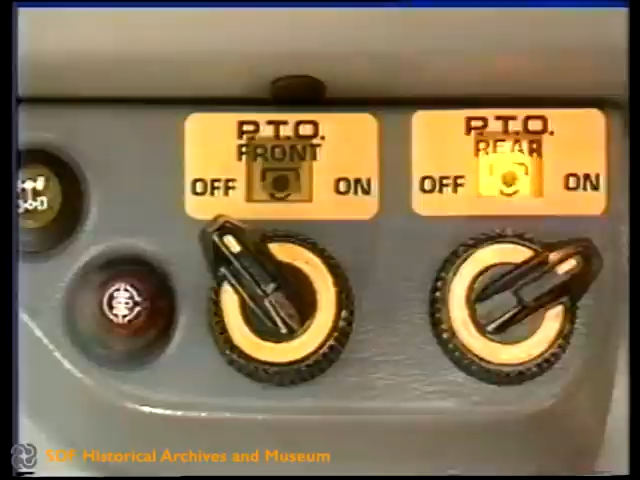 P.T.O.
FRONT
OFF ON
P.T.O.
REAR
OFF ON
SDF Historical Archives and Museum